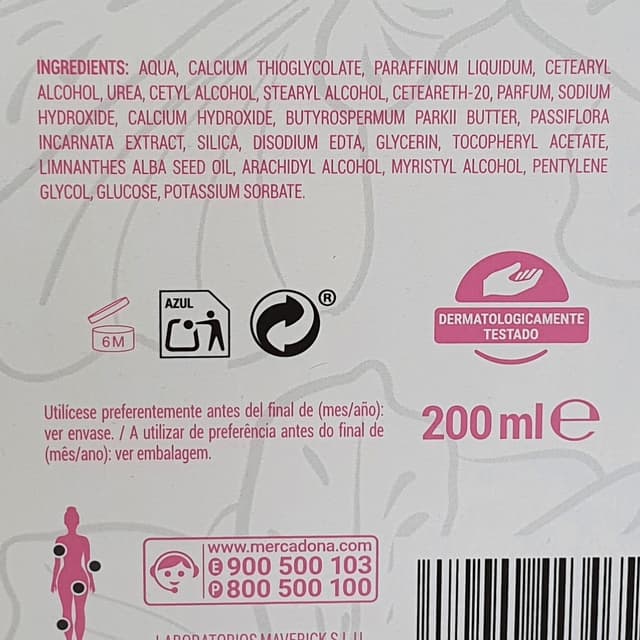 INGREDIENTS: AQUA, CALCIUM THIOGLYCOLATE, PARAFFINUM LIQUIDUM, CETEARYL
ALCOHOL, UREA, CETYL ALCOHOL, STEARYL ALCOHOL, CETEARETH-20, PARFUM, SODIUM
HYDROXIDE, CALCIUM HYDROXIDE, BUTYROSPERMUM PARKII BUTTER, PASSIFLORA
INCARNATA EXTRACT, SILICA, DISODIUM EDTA, GLYCERIN, TOCOPHERYL ACETATE,
LIMNANTHES ALBA SEED OIL, ARACHIDYL ALCOHOL, MYRISTYL ALCOHOL, PENTYLENE
GLYCOL, GLUCOSE, POTASSIUM SORBATE.
6M
AZUL
®
DERMATOLOGICAMENTE
TESTADO
Utilícese preferentemente antes del final de (mes/año):
ver envase. / A utilizar de preferência antes do final de
(mês/ano): ver embalagem.
200 ml e
www.mercadona.com
E 900 500 103
P 800 500 100
LABORATORIOS MAVERICK S.L.U.